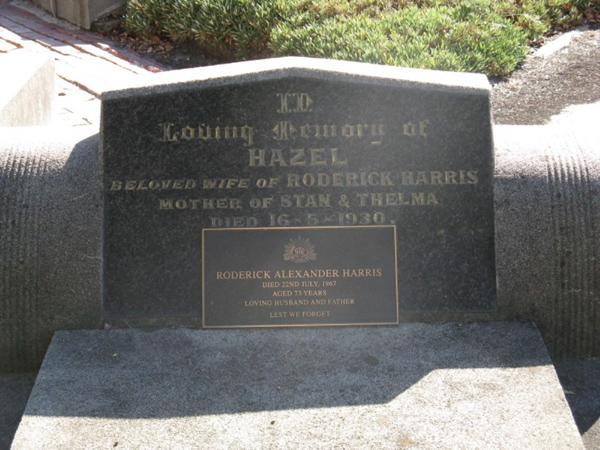 In
Loving Memory of
HAZEL
BELOVED WIFE OF RODERICK HARRIS
MOTHER OF STAN & THELMA
DIED 16-5-1930.
RODERICK ALEXANDER HARRIS
DIED 22ND JULY, 1967
AGED 73 YEARS
LOVING HUSBAND AND FATHER
LEST WE FORGET